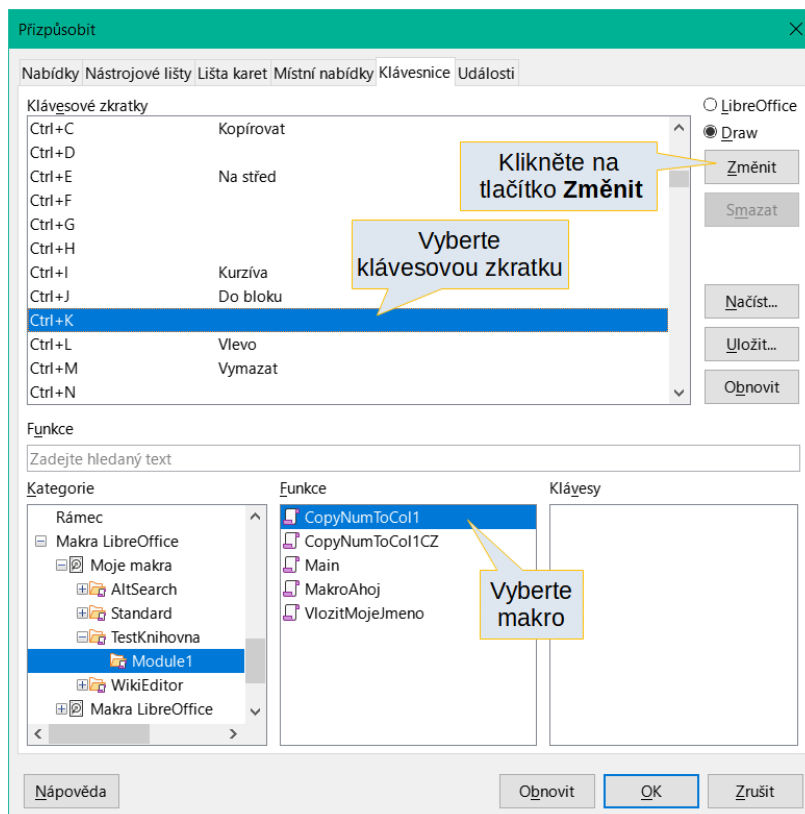 Přizpůsobit
Nabídky Nástrojové lišty Lišta karet Místní nabídky Klávesnice Události
Klávesové zkratky
LibreOffice
Draw
Ctrl+C Kopírovat
Ctrl+D
Ctrl+E Na střed
Ctrl+F
Ctrl+G
Ctrl+H
Ctrl+I Kurzíva
Ctrl+J Do bloku
Ctrl+K
Ctrl+L Vlevo
Ctrl+M Vymazat
Ctrl+N
Klikněte na
tlačítko Změnit
Vyberte
klávesovou zkratku
Změnit
Smazat
Načíst...
Uložit...
Obnovit
Funkce
Zadejte hledaný text
Kategorie
Rámec
Makra LibreOffice
Moje makra
AltSearch
Standard
TestKnihovna
Module1
WikiEditor
Makra LibreOffice
Funkce
CopyNumToCol1
CopyNumToCol1CZ
Main
MakroAhoj
VlozitMojeJmeno
Vyberte
makro
Klávesy
Nápověda
Obnovit
OK
Zrušit